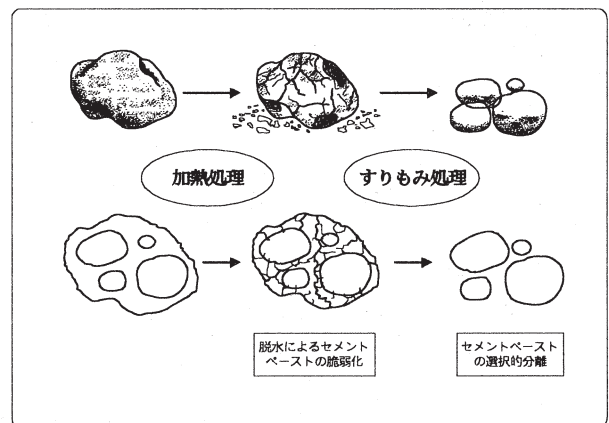 加熱処理
すりもみ処理
脱水によるセメント
ペーストの脆弱化
セメントペースト
の選択的分離